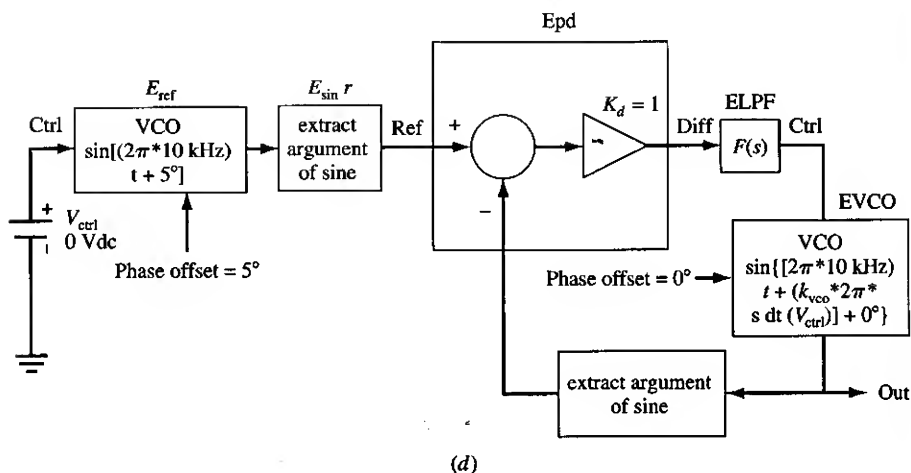 Epd
E_ref
VCO
sin[(2π*10 kHz)
t + 5°]
Ctrl
V_ctrl
0 Vdc
+
Phase offset = 5°
E_sin r
extract
argument
of sine
Ref
+
−
K_d = 1
Diff
ELPF
F(s)
Ctrl
EVCO
VCO
sin{[2π*10 kHz)
t + (k_vco*2π*
s dt (V_ctrl)] + 0°}
Phase offset = 0°
extract argument
of sine
Out
(d)